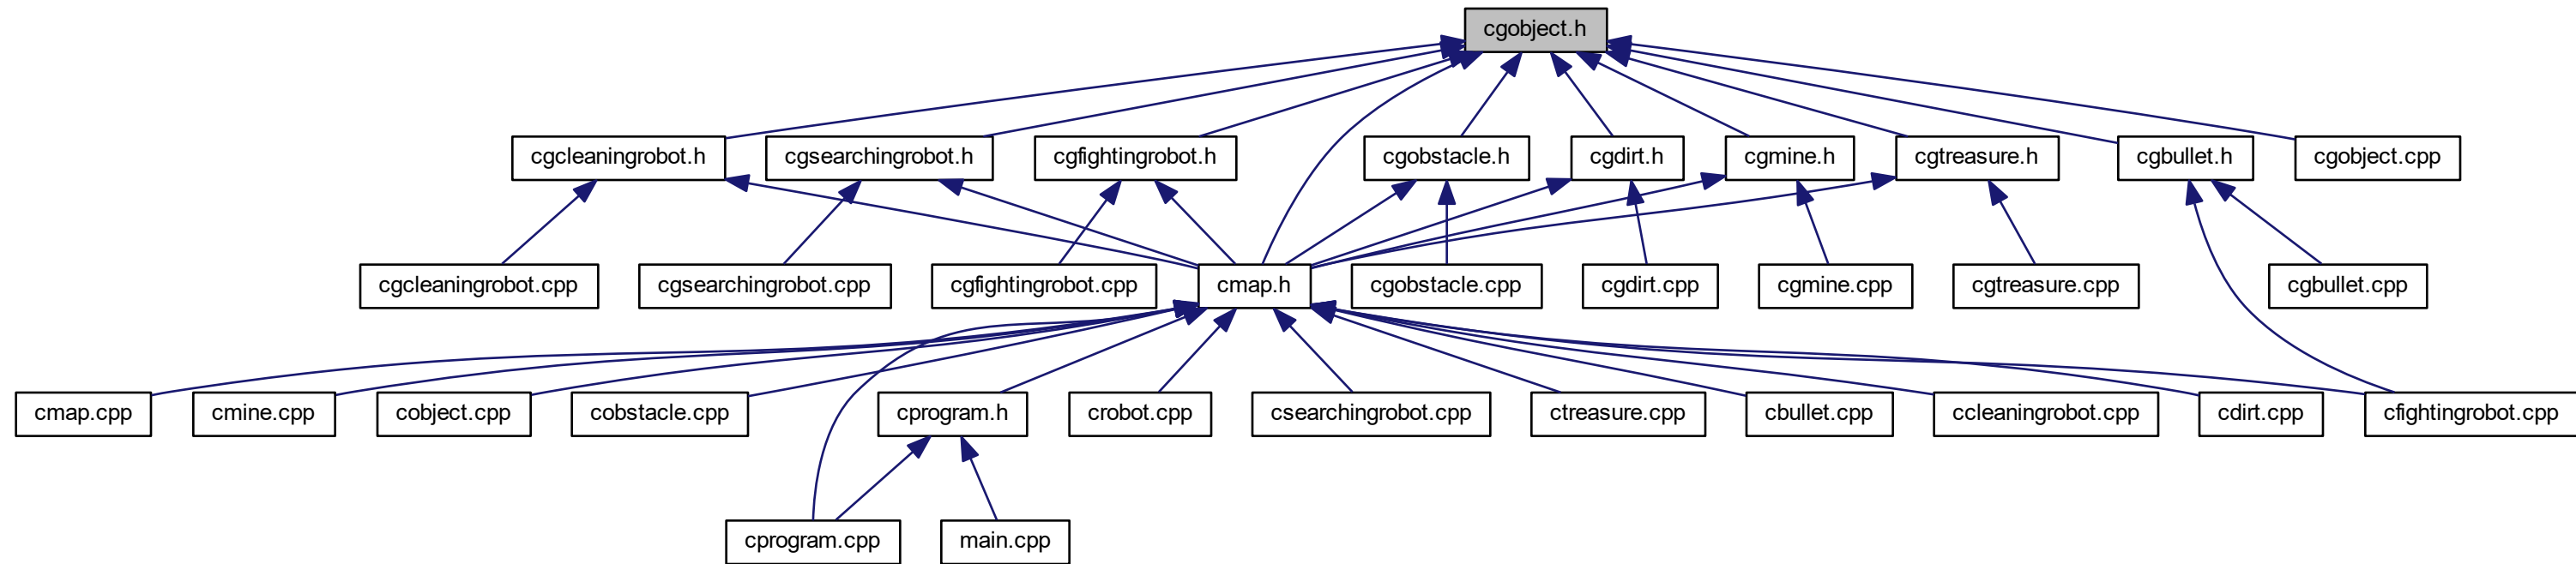 cgobject.h
cgcleaningrobot.h
cgsearchingrobot.h
cgfightingrobot.h
cgobstacle.h
cgdirt.h
cgmine.h
cgtreasure.h
cgbullet.h
cgobject.cpp
cgcleaningrobot.cpp
cgsearchingrobot.cpp
cgfightingrobot.cpp
cmap.h
cgobstacle.cpp
cgdirt.cpp
cgmine.cpp
cgtreasure.cpp
cgbullet.cpp
cmap.cpp
cmine.cpp
cobject.cpp
cobstacle.cpp
cprogram.h
crobot.cpp
csearchingrobot.cpp
ctreasure.cpp
cbullet.cpp
ccleaningrobot.cpp
cdirt.cpp
cfightingrobot.cpp
cprogram.cpp
main.cpp